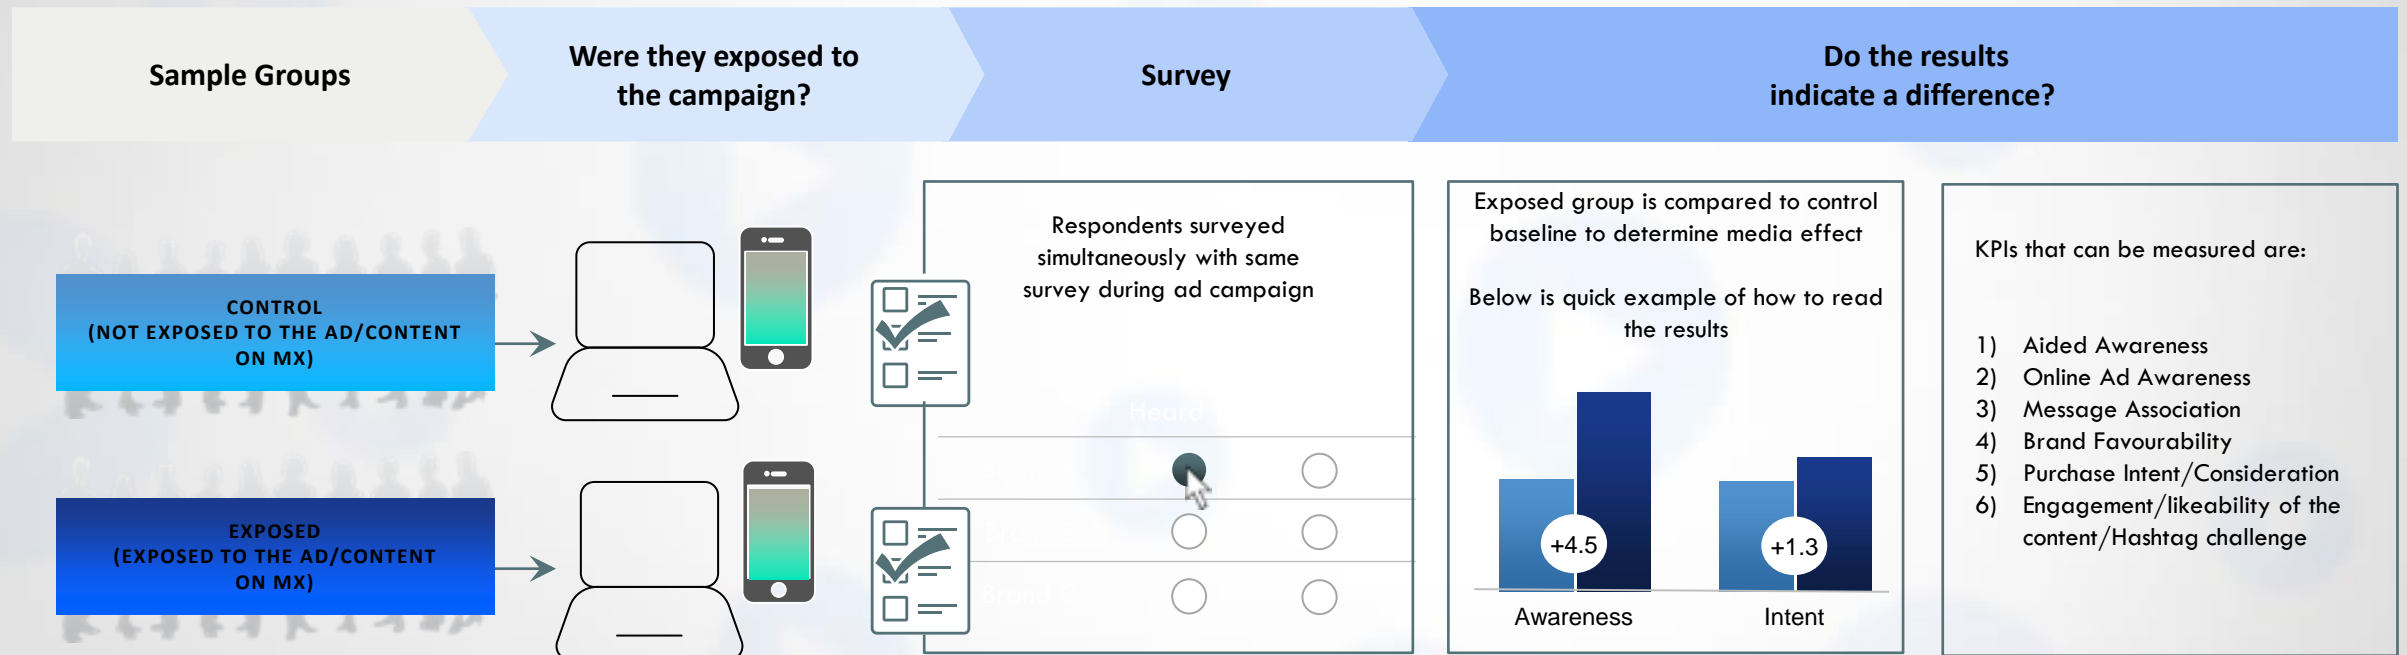 Sample Groups
Were they exposed to
the campaign?
Survey
Do the results
indicate a difference?
CONTROL
(NOT EXPOSED TO THE AD/CONTENT
ON MX)
EXPOSED
(EXPOSED TO THE AD/CONTENT
ON MX)
Respondents surveyed
simultaneously with same
survey during ad campaign
Heard
Brand C
Exposed group is compared to control
baseline to determine media effect
Below is quick example of how to read
the results
+4.5
+1.3
Awareness
Intent
KPIs that can be measured are:
1) Aided Awareness
2) Online Ad Awareness
3) Message Association
4) Brand Favourability
5) Purchase Intent/Consideration
6) Engagement/likeability of the
content/Hashtag challenge